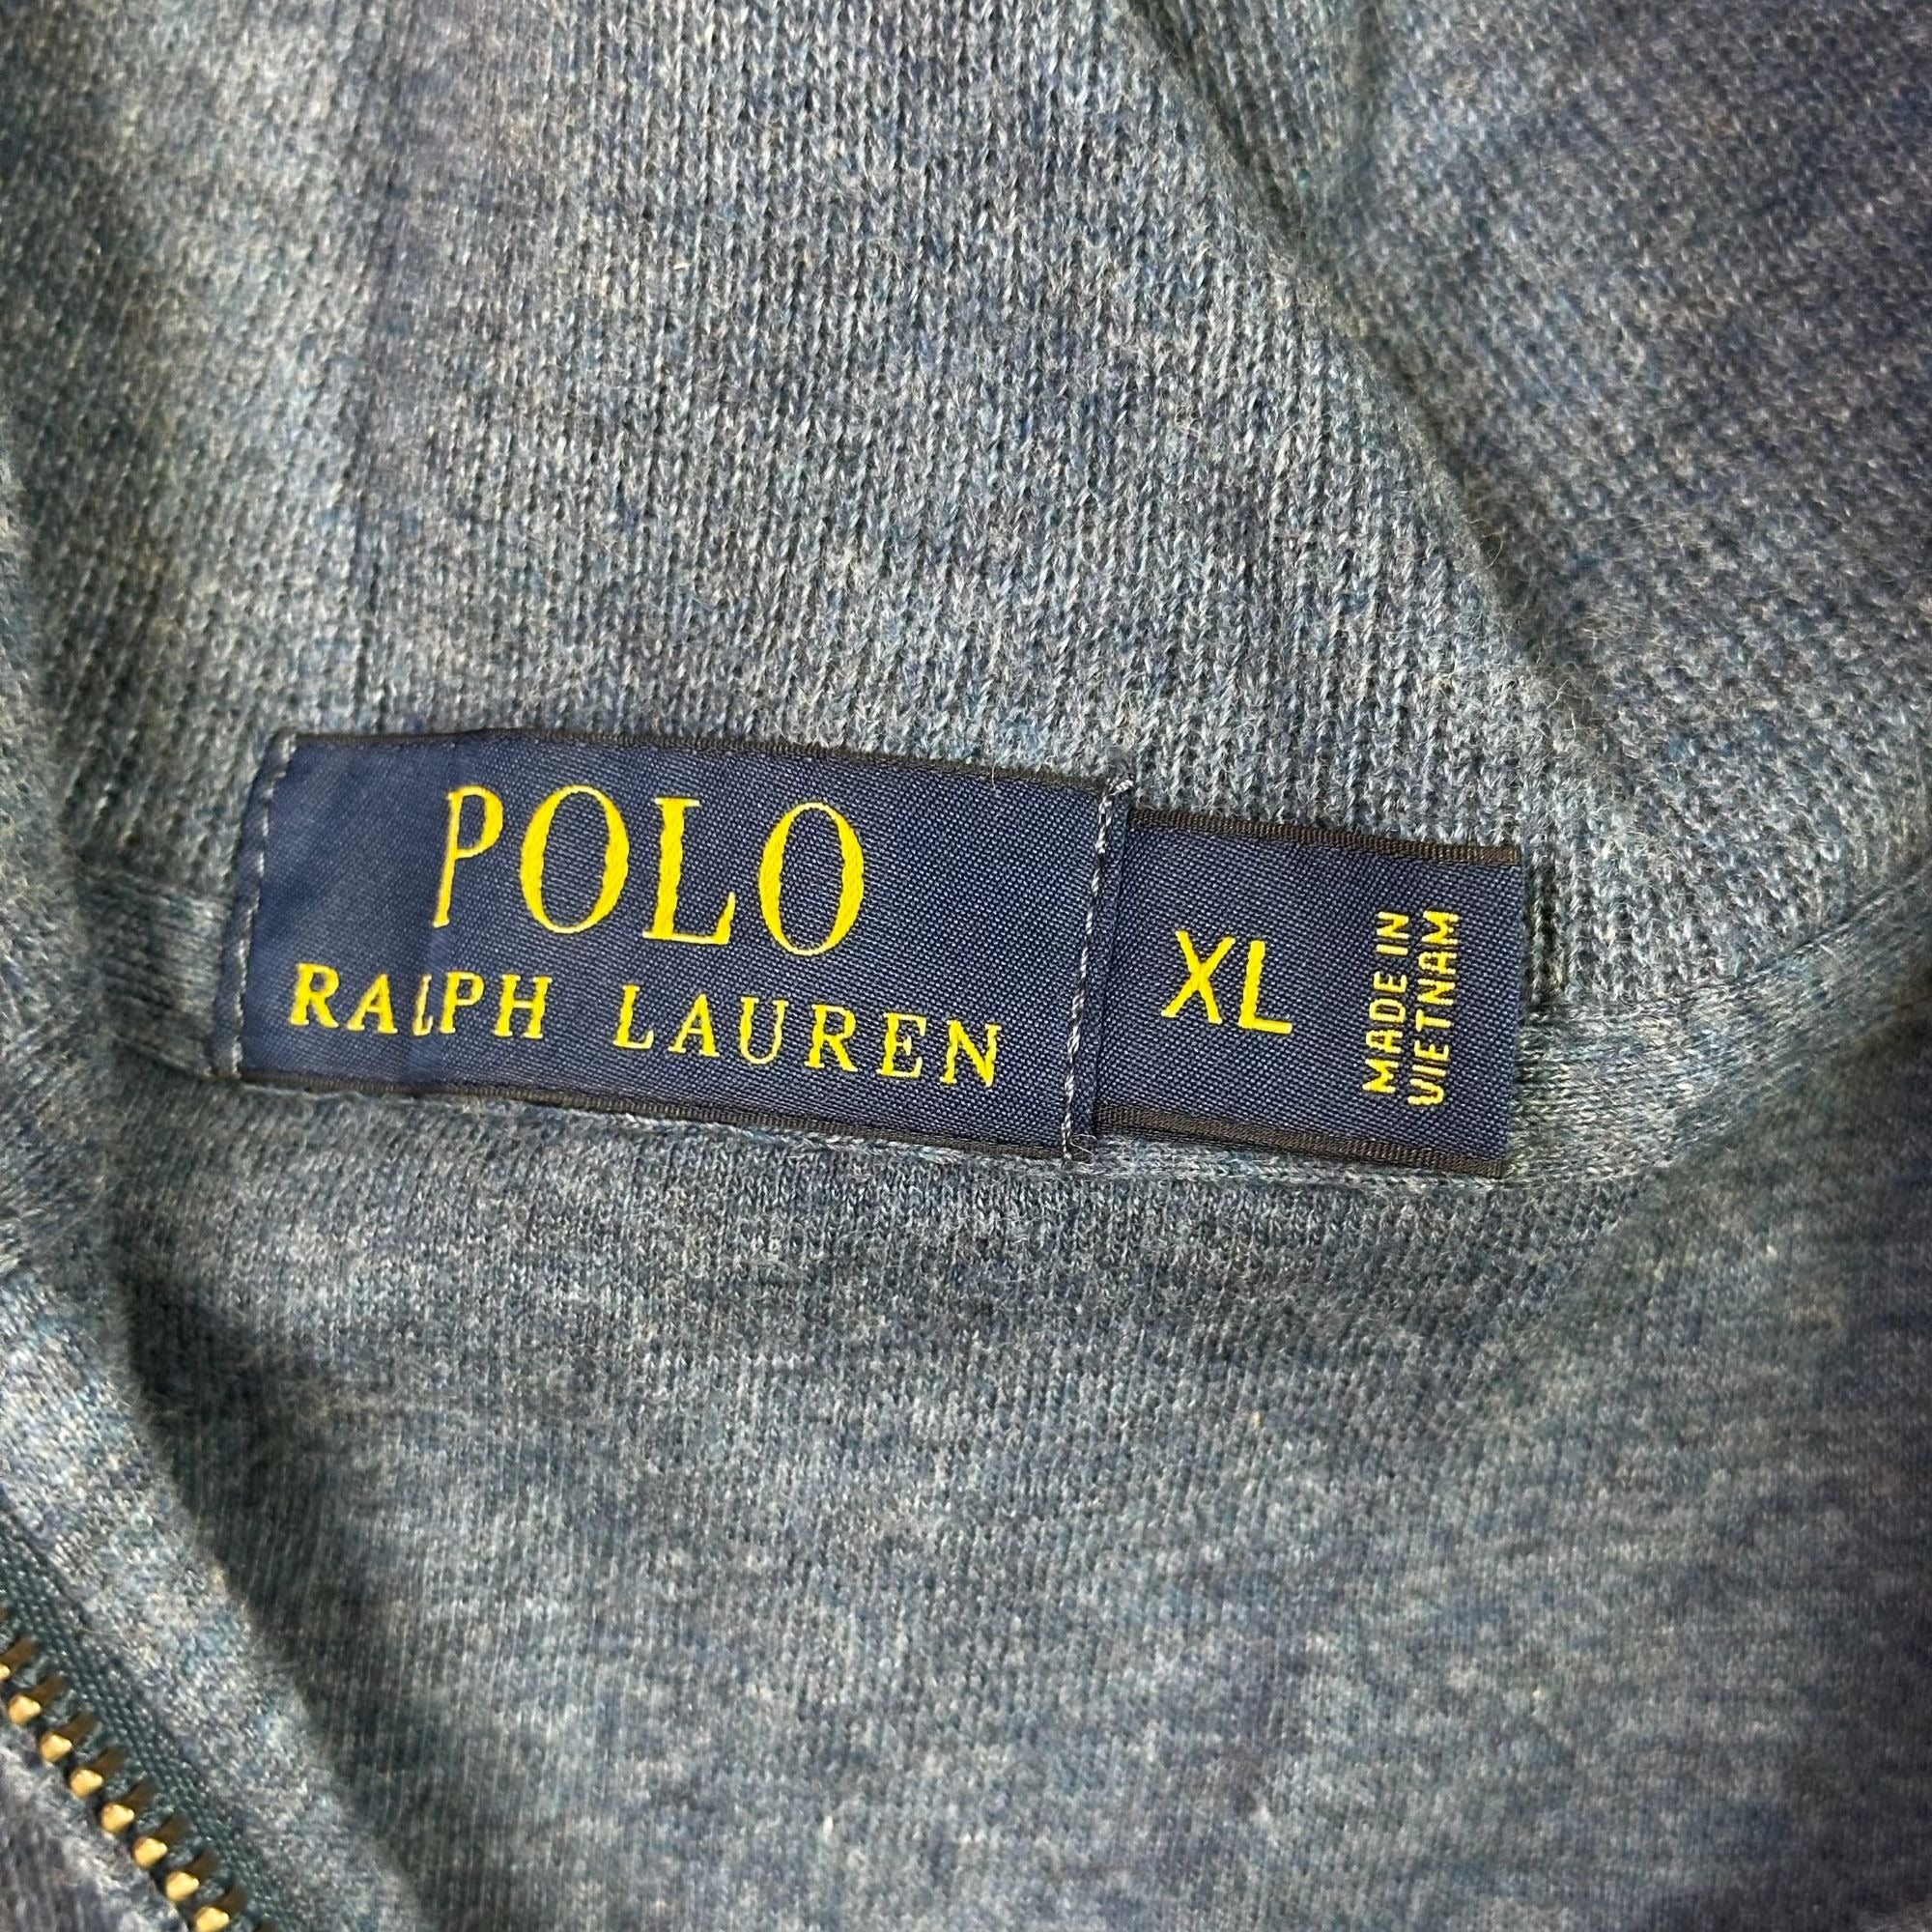 POLO
RALPH LAUREN
XL
MADE IN
VIETNAM